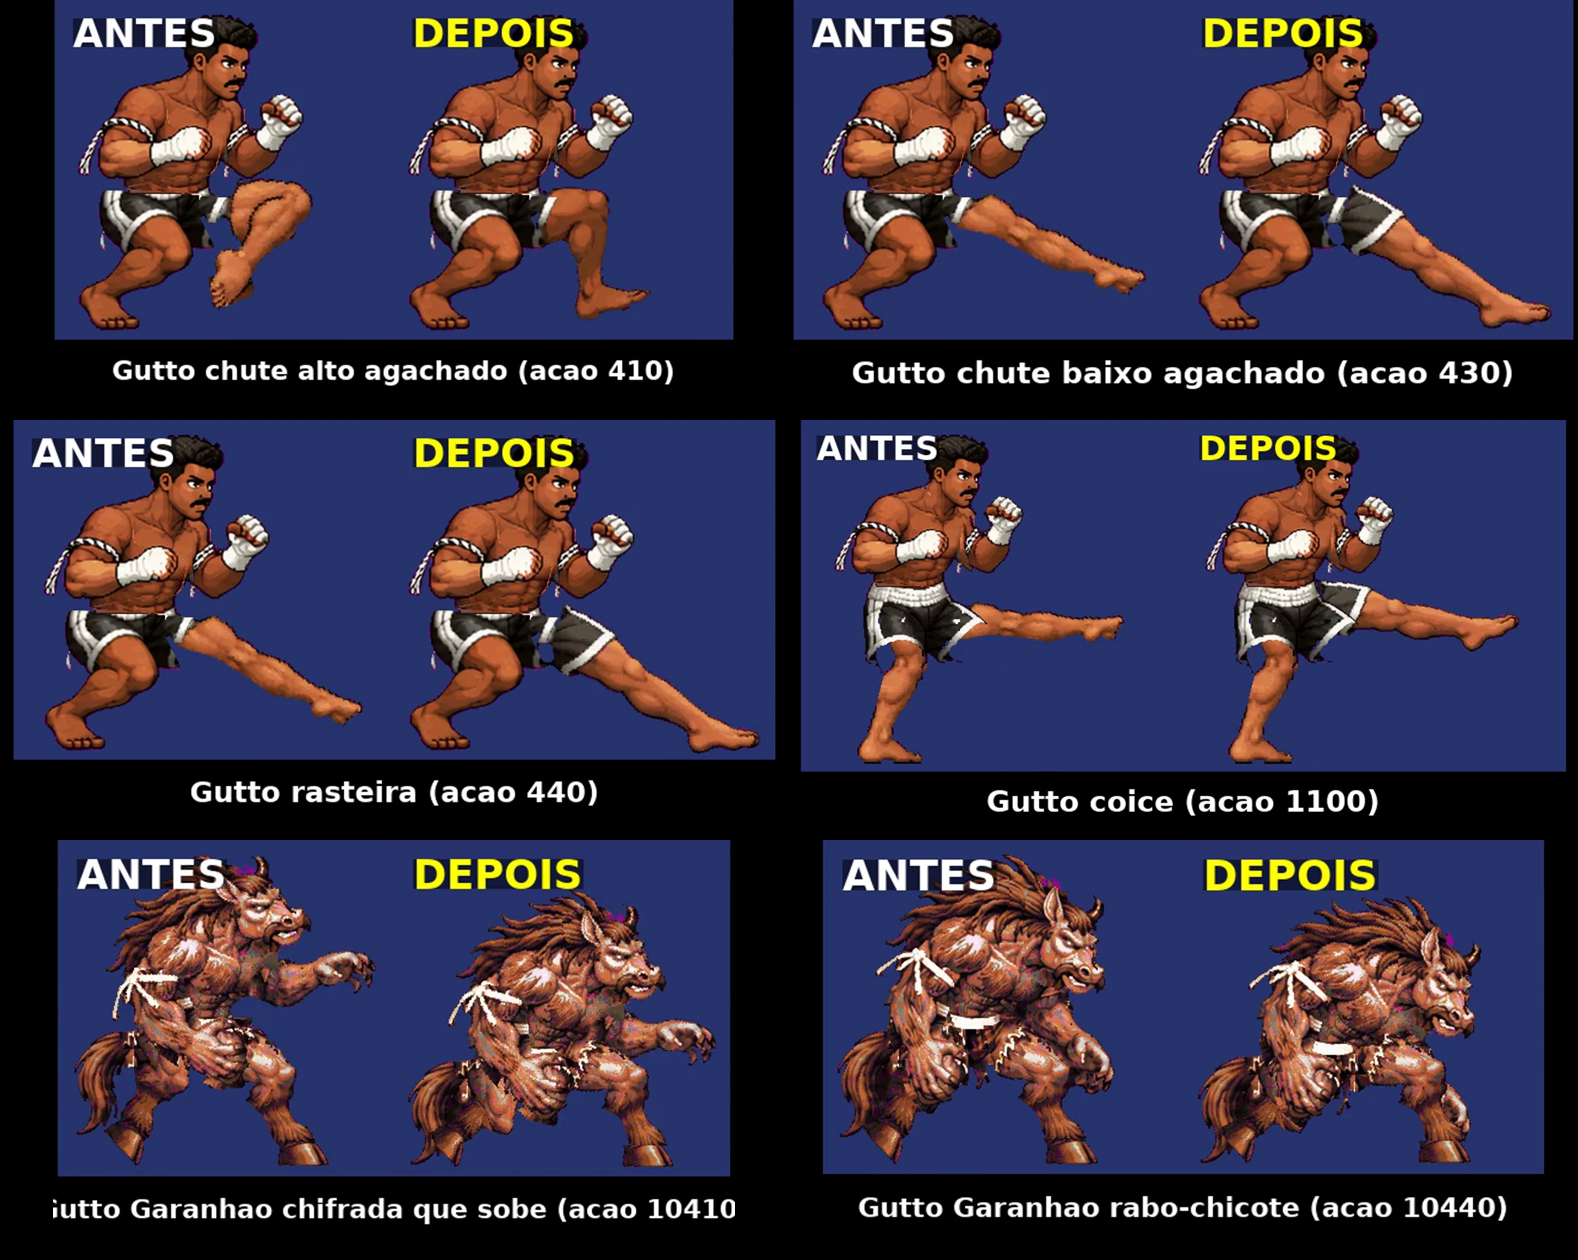 ANTES DEPOIS
ANTES DEPOIS
Gutto chute alto agachado (acao 410)
Gutto chute baixo agachado (acao 430)
ANTES DEPOIS
ANTES DEPOIS
Gutto rasteira (acao 440)
Gutto coice (acao 1100)
ANTES DEPOIS
ANTES DEPOIS
utto Garanhao chifrada que sobe (acao 10410
Gutto Garanhao rabo-chicote (acao 10440)